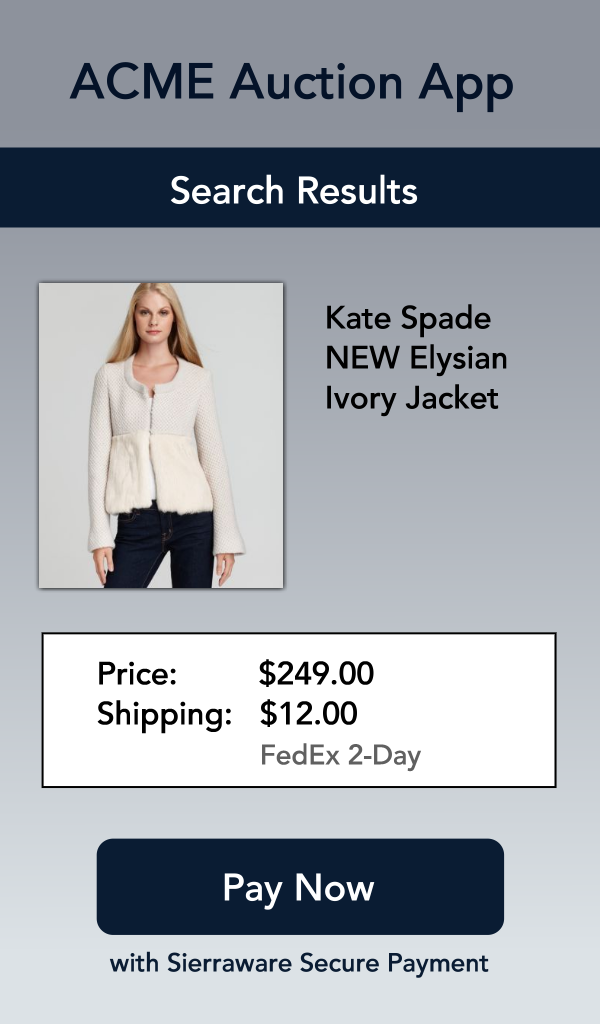 ACME Auction App
Search Results
Kate Spade
NEW Elysian
Ivory Jacket
Price: $249.00
Shipping: $12.00
FedEx 2-Day
Pay Now
with Sierraware Secure Payment